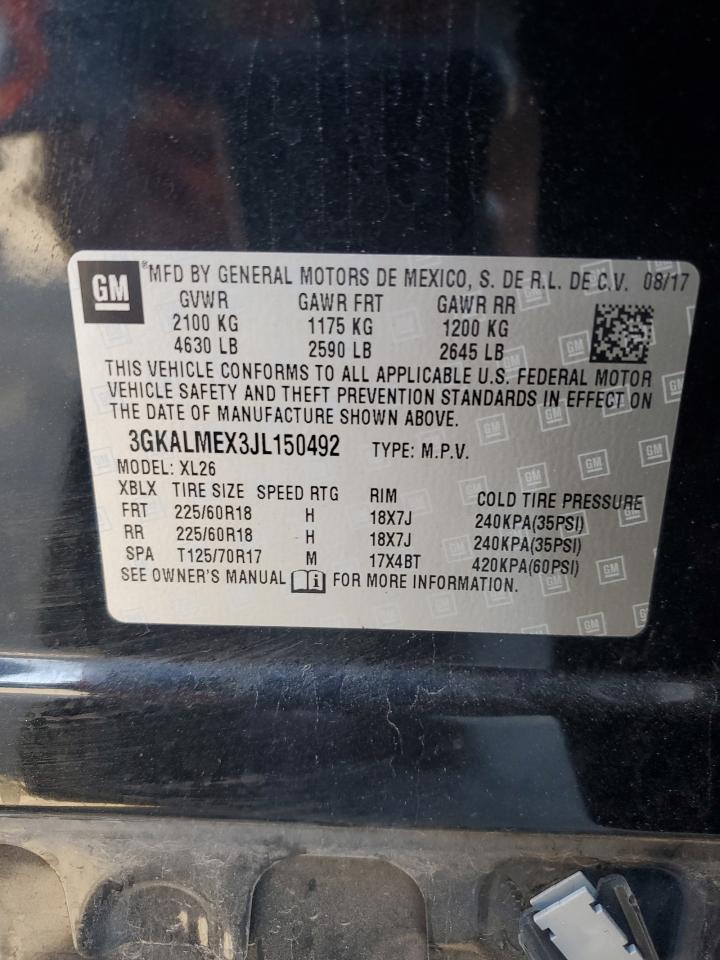 GM ®MFD BY GENERAL MOTORS DE MEXICO, S. DE R.L. DE C.V. 08/17
GVWR GAWR FRT GAWR RR
2100 KG 1175 KG 1200 KG
4630 LB 2590 LB 2645 LB
THIS VEHICLE CONFORMS TO ALL APPLICABLE U.S. FEDERAL MOTOR
VEHICLE SAFETY AND THEFT PREVENTION STANDARDS IN EFFECT ON
THE DATE OF MANUFACTURE SHOWN ABOVE.
3GKALMEX3JL150492 TYPE: M.P.V.
MODEL: XL26
XBLX TIRE SIZE SPEED RTG RIM COLD TIRE PRESSURE
FRT 225/60R18 H 18X7J 240KPA(35PSI)
RR 225/60R18 H 18X7J 240KPA(35PSI)
SPA T125/70R17 M 17X4BT 420KPA(60PSI)
SEE OWNER'S MANUAL i FOR MORE INFORMATION.